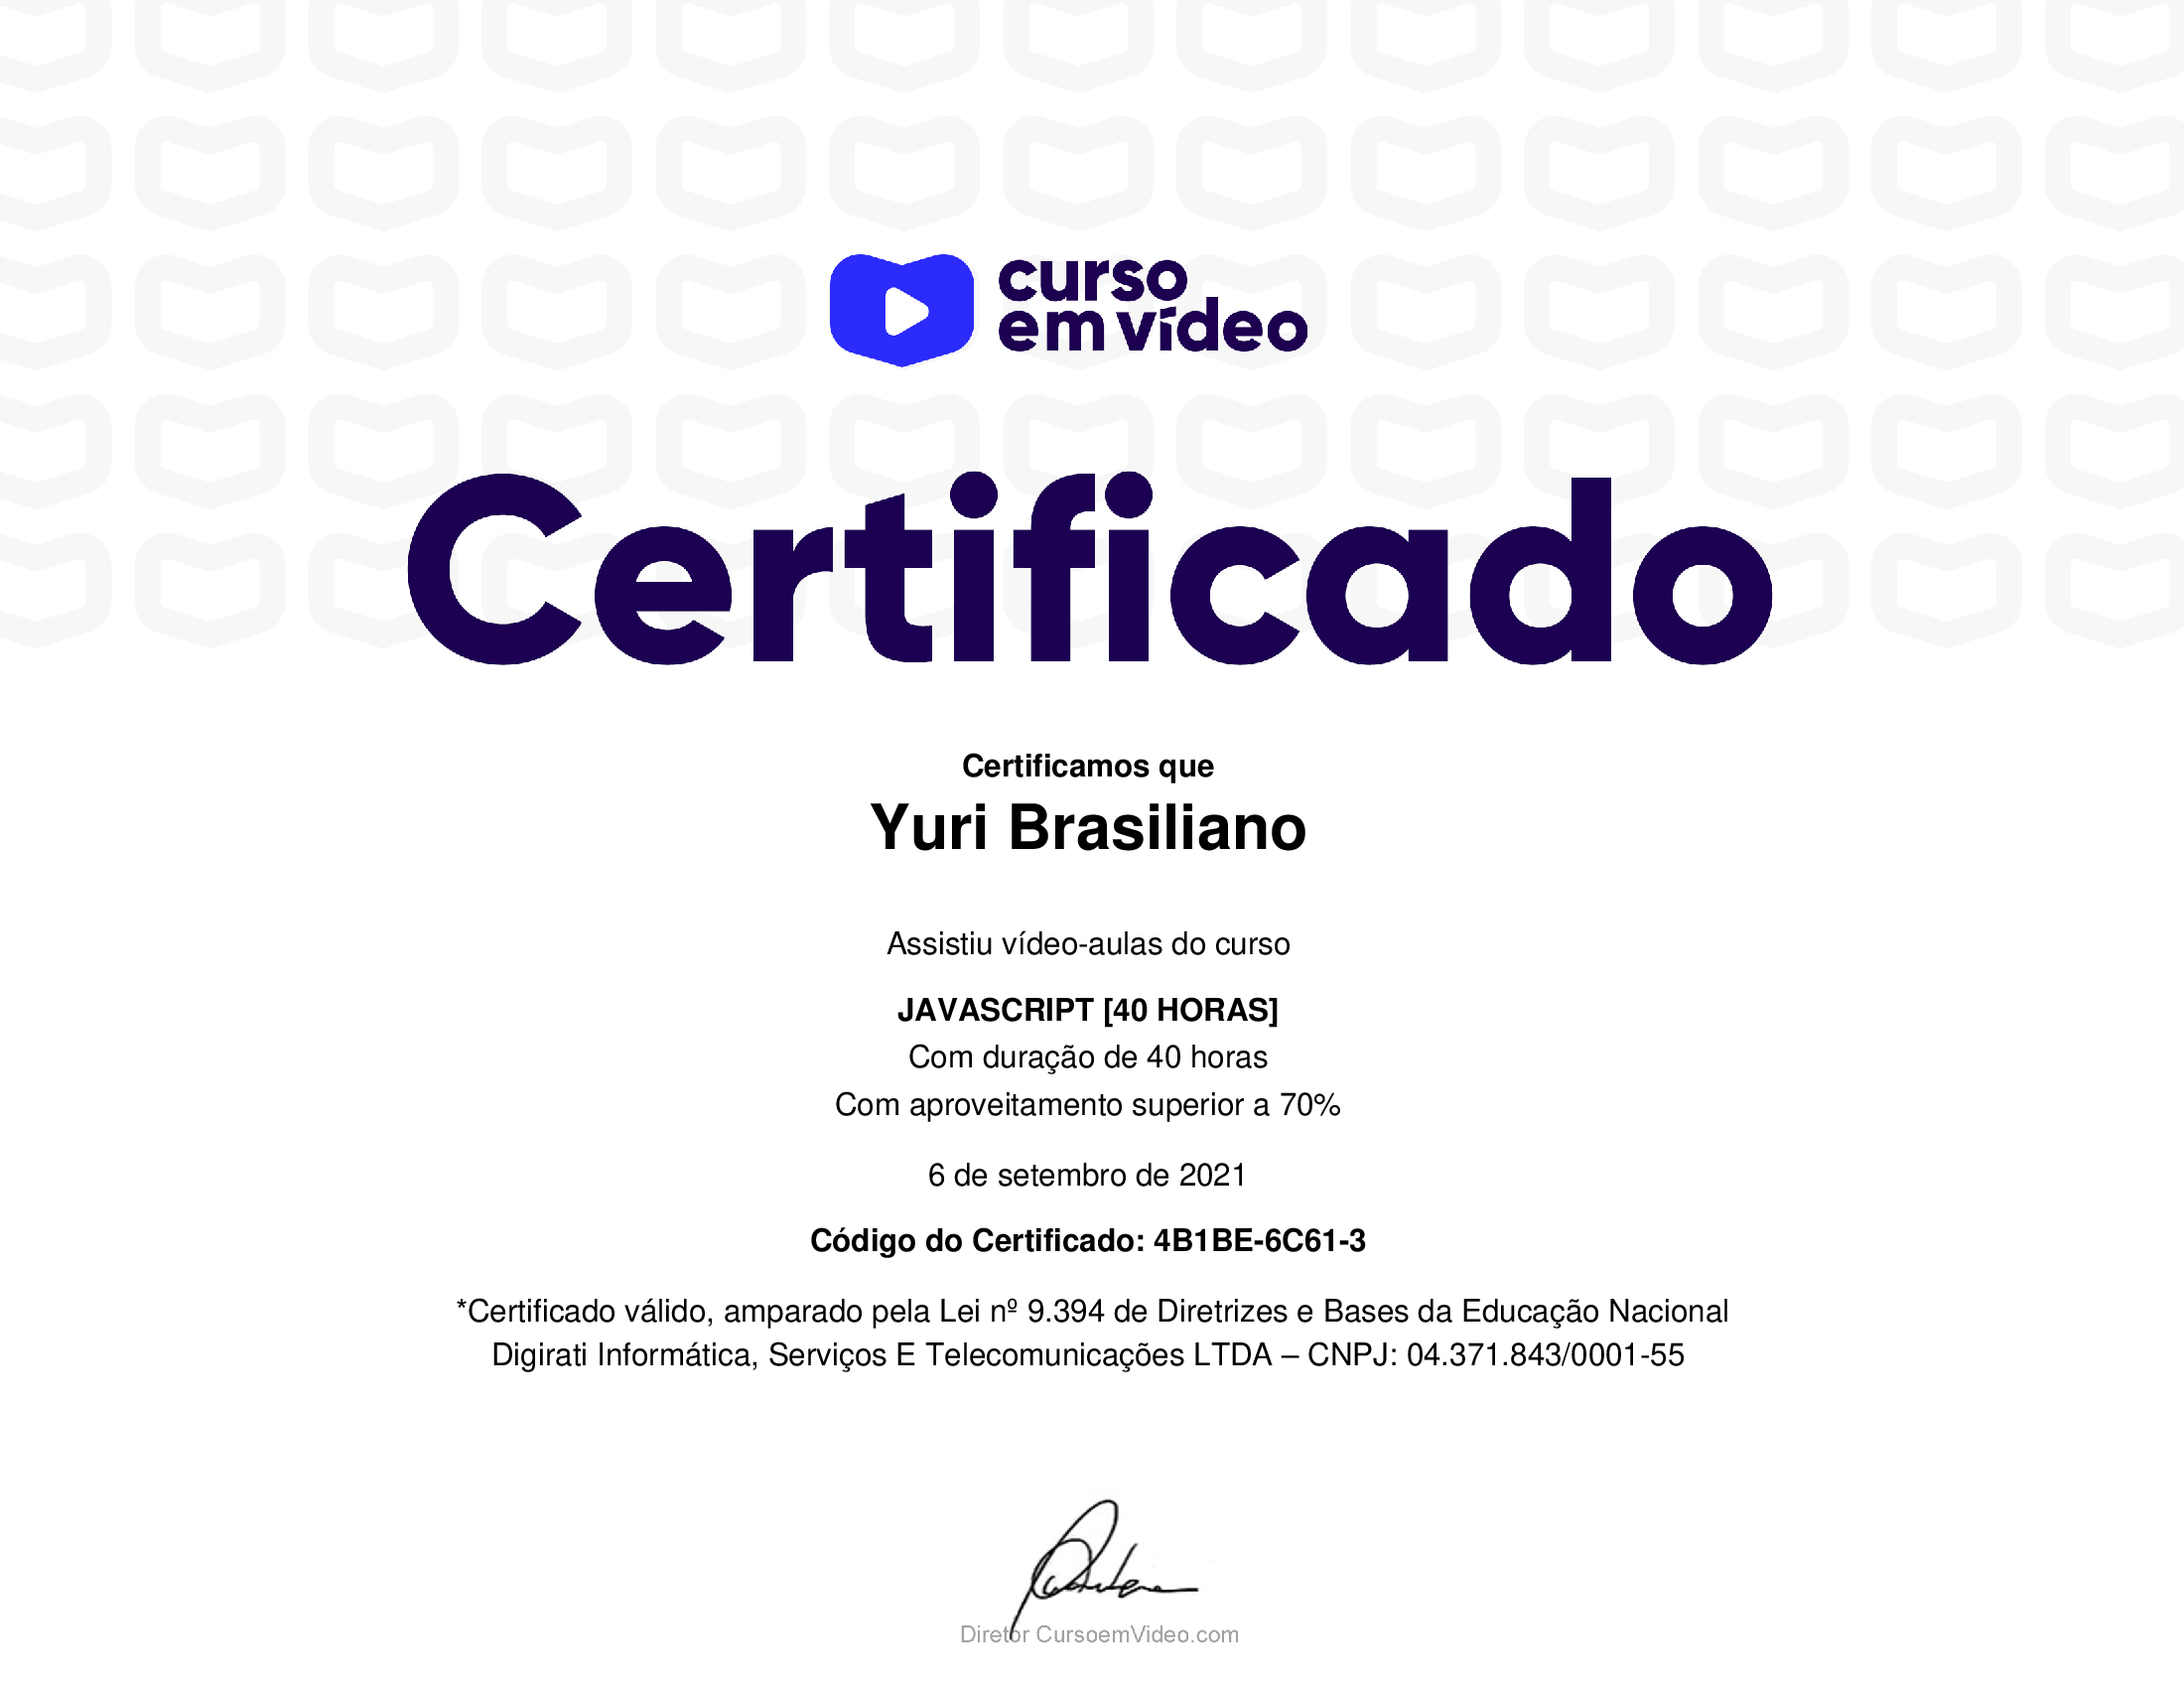 curso
em vídeo
Certificado
Certificamos que
Yuri Brasiliano
Assistiu vídeo-aulas do curso
JAVASCRIPT [40 HORAS]
Com duração de 40 horas
Com aproveitamento superior a 70%
6 de setembro de 2021
Código do Certificado: 4B1BE-6C61-3
*Certificado válido, amparado pela Lei nº 9.394 de Diretrizes e Bases da Educação Nacional
Digirati Informática, Serviços E Telecomunicações LTDA – CNPJ: 04.371.843/0001-55
Diretor CursoemVideo.com